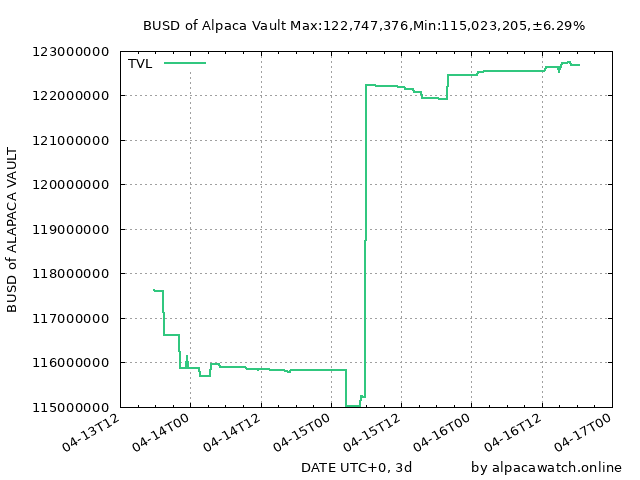 BUSD of Alpaca Vault Max:122,747,376,Min:115,023,205,±6.29%
TVL
123000000
122000000
121000000
120000000
119000000
118000000
117000000
116000000
115000000
BUSD of ALAPACA VAULT
04-13T12
04-14T00
04-14T12
04-15T00
04-15T12
04-16T00
04-16T12
04-17T00
DATE UTC+0, 3d
by alpacawatch.online